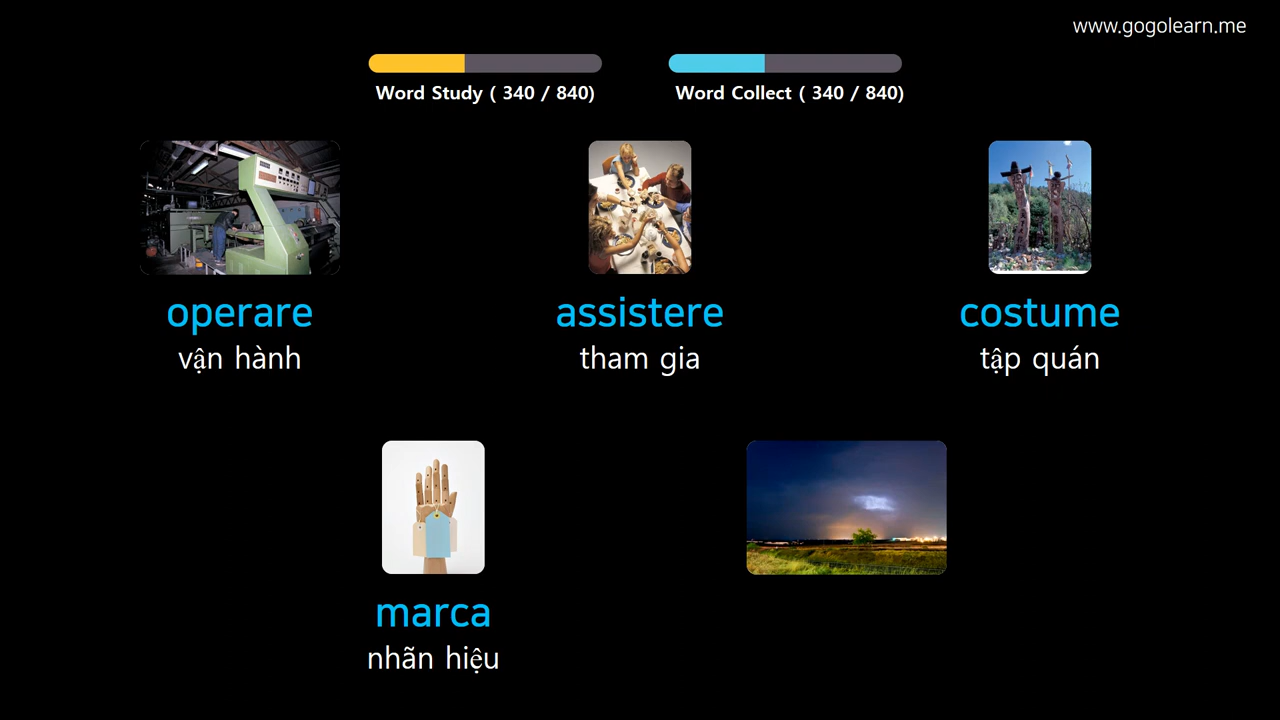 www.gogolearn.me
Word Study ( 340 / 840)
Word Collect ( 340 / 840)
operare
vận hành
assistere
tham gia
costume
tập quán
marca
nhãn hiệu